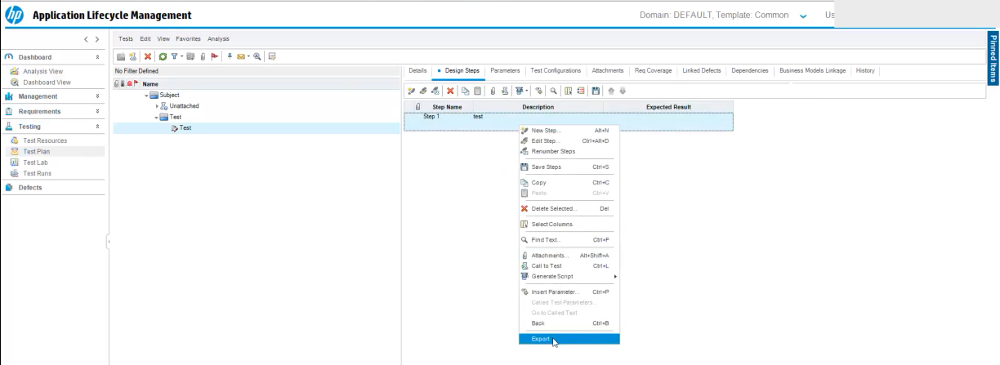 hp Application Lifecycle Management
Domain: DEFAULT, Template: Common
Us
Tests Edit View Favorites Analysis
Pinned Items
Dashboard
Analysis View
Dashboard View
Management
Requirements
Testing
Test Resources
Test Plan
Test Lab
Test Runs
Defects
No Filter Defined
Name
Subject
Unattached
Test
Test
Details Design Steps Parameters Test Configurations Attachments Req Coverage Linked Defects Dependencies Business Models Linkage History
Step Name Description Expected Result
Step 1 test
New Step... Alt+N
Edit Step... Ctrl+Alt+D
Renumber Steps
Save Steps Ctrl+S
Copy Ctrl+C
Paste Ctrl+V
Delete Selected... Del
Select Columns
Find Text... Ctrl+F
Attachments... Alt+Shift+A
Call to Test Ctrl+L
Generate Script
Insert Parameter... Ctrl+P
Called Test Parameters...
Go to Called Test
Back Ctrl+B
Export